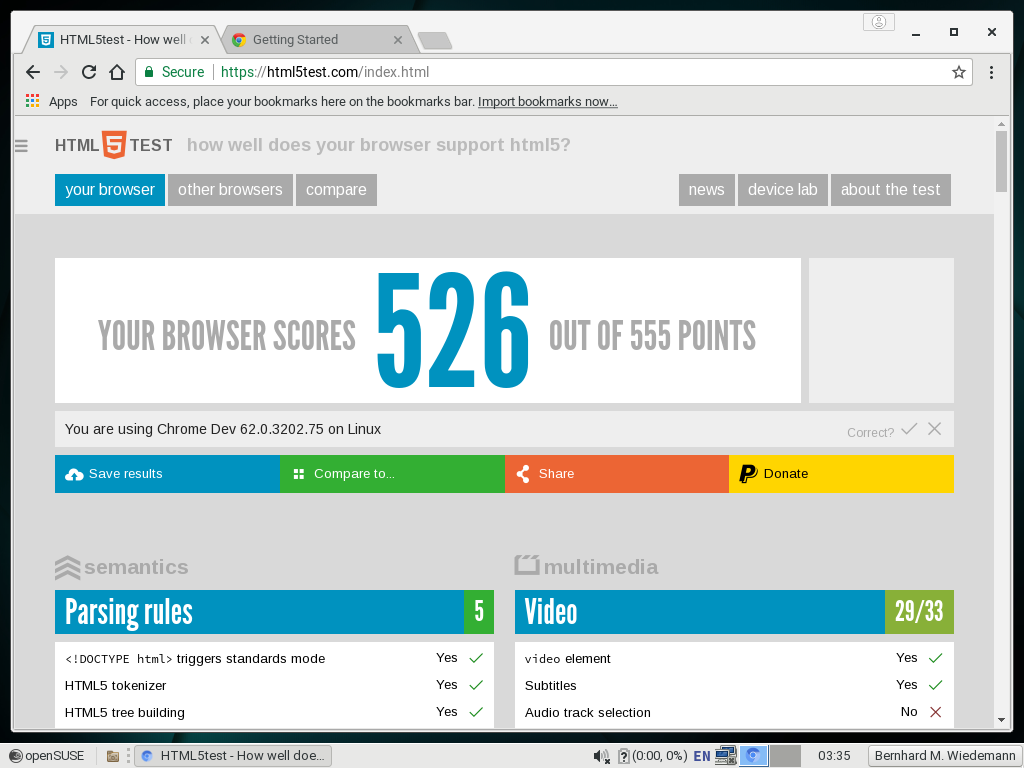 HTML5test - How well
Getting Started
Secure https://html5test.com/index.html
Apps For quick access, place your bookmarks here on the bookmarks bar. Import bookmarks now...
HTML 5 TEST how well does your browser support html5?
your browser other browsers compare news device lab about the test
YOUR BROWSER SCORES 526 OUT OF 555 POINTS
You are using Chrome Dev 62.0.3202.75 on Linux Correct?
Save results Compare to... Share Donate
semantics
Parsing rules 5
<!DOCTYPE html> triggers standards mode Yes
HTML5 tokenizer Yes
HTML5 tree building Yes
multimedia
Video 29/33
video element Yes
Subtitles Yes
Audio track selection No
openSUSE HTML5test - How well doe... (0:00, 0%) EN 03:35 Bernhard M. Wiedemann